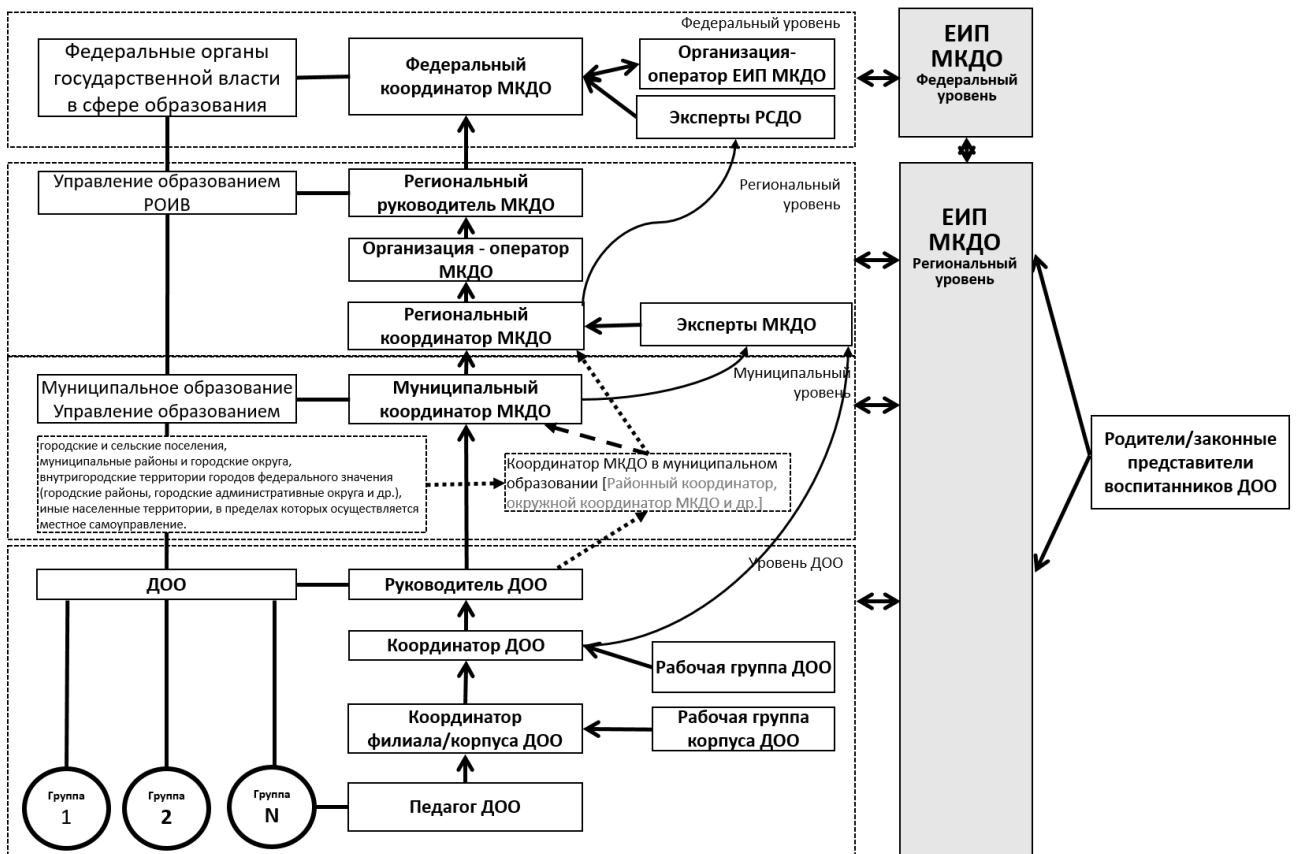 Федеральный уровень
Федеральные органы
государственной власти
в сфере образования
Федеральный
координатор МКДО
Организация-
оператор ЕИП МКДО
Эксперты РСДО
ЕИП
МКДО
Федеральный
уровень
Управление образованием
РОИВ
Региональный
руководитель МКДО
Региональный
уровень
Организация - оператор
МКДО
Региональный
координатор МКДО
Эксперты МКДО
ЕИП
МКДО
Региональный
уровень
Муниципальное образование
Управление образованием
Муниципальный
координатор МКДО
Муниципальный
уровень
городские и сельские поселения,
муниципальные районы и городские округа,
внутригородские территории городов федерального значения
(городские районы, городские административные округа и др.),
иные населенные территории, в пределах которых осуществляется
местное самоуправление.
Координатор МКДО в муниципальном
образовании [Районный координатор,
окружной координатор МКДО и др.]
Родители/законные
представители
воспитанников ДОО
Уровень ДОО
ДОО
Руководитель ДОО
Координатор ДОО
Рабочая группа ДОО
Координатор
филиала/корпуса ДОО
Рабочая группа
корпуса ДОО
Группа
1
Группа
2
Группа
N
Педагог ДОО